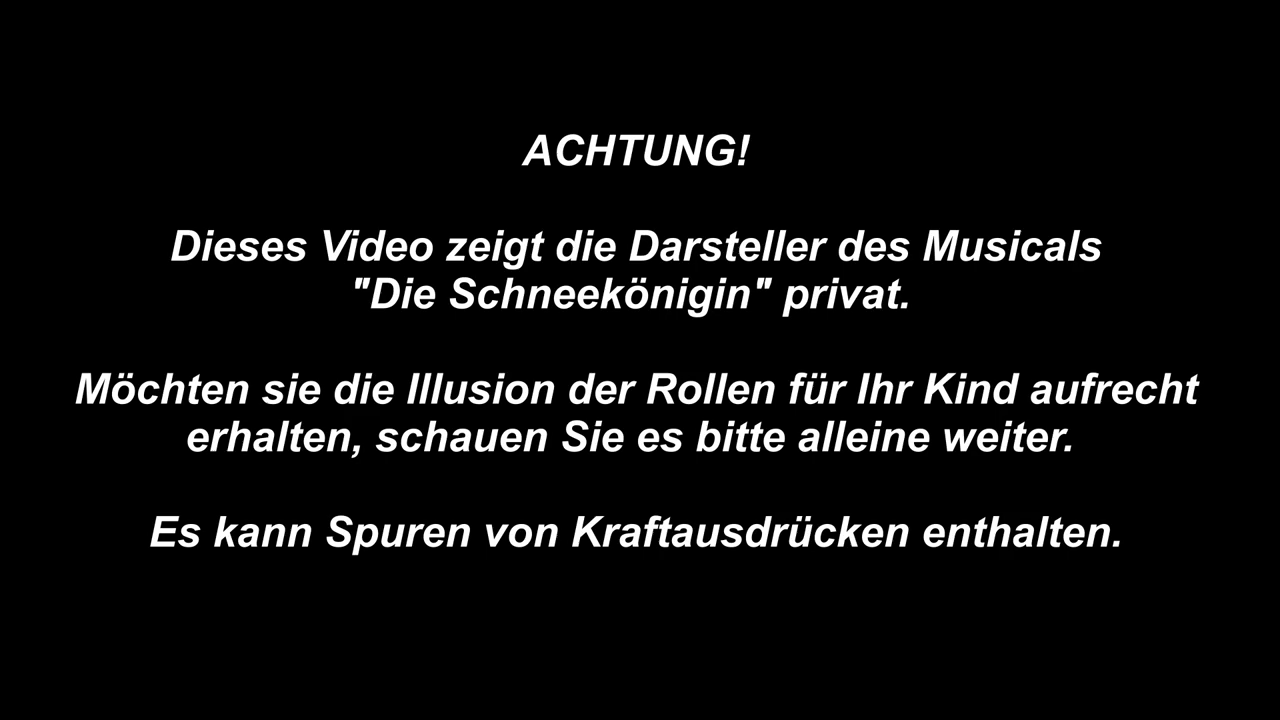 ACHTUNG!
Dieses Video zeigt die Darsteller des Musicals
"Die Schneekönigin" privat.
Möchten sie die Illusion der Rollen für Ihr Kind aufrecht
erhalten, schauen Sie es bitte alleine weiter.
Es kann Spuren von Kraftausdrücken enthalten.